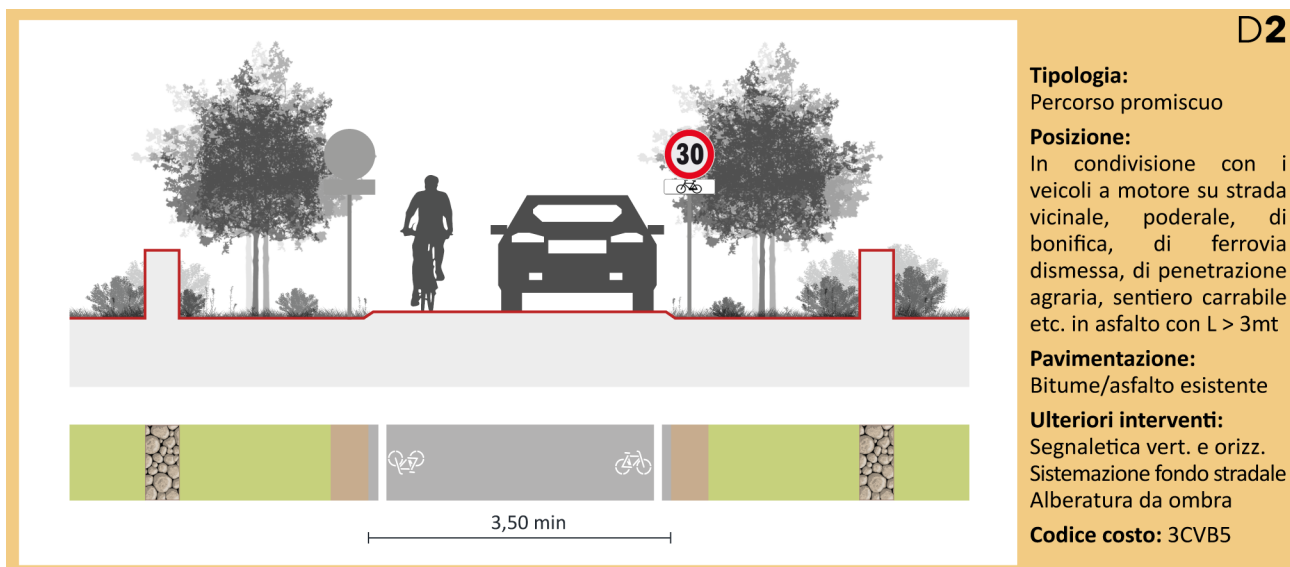 D2
Tipologia:
Percorso promiscuo
Posizione:
In condivisione con i
veicoli a motore su strada
vicinale, poderale, di
bonifica, di ferrovia
dismessa, di penetrazione
agraria, sentiero carrabile
etc. in asfalto con L > 3mt
Pavimentazione:
Bitume/asfalto esistente
Ulteriori interventi:
Segnaletica vert. e orizz.
Sistemazione fondo stradale
Alberatura da ombra
Codice costo: 3CVB5
30
3,50 min